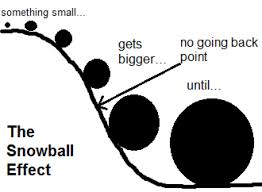 something small...
gets
bigger...
no going back
point
until...
The
Snowball
Effect